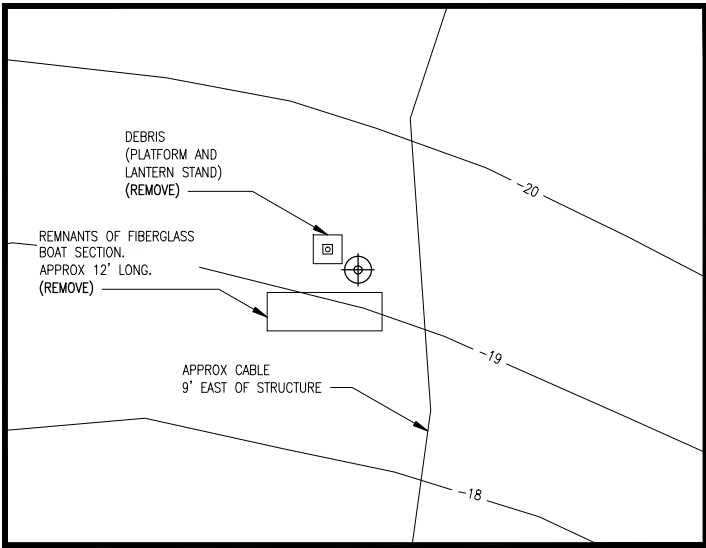 DEBRIS
(PLATFORM AND
LANTERN STAND)
(REMOVE)
-20
REMNANTS OF FIBERGLASS
BOAT SECTION.
APPROX 12' LONG.
(REMOVE)
-19
APPROX CABLE
9' EAST OF STRUCTURE
-18